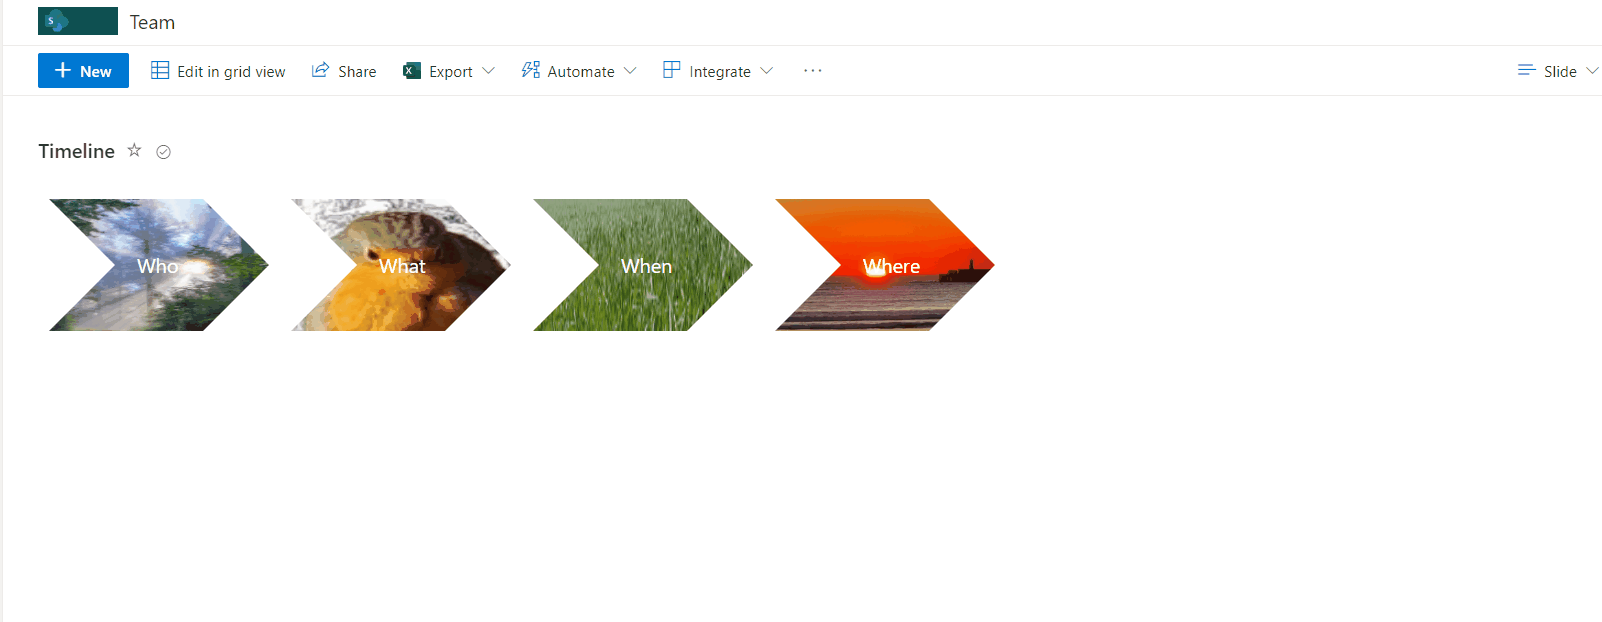 S Team
New Edit in grid view Share Export Automate Integrate ··· Slide
Timeline
Who What When Where